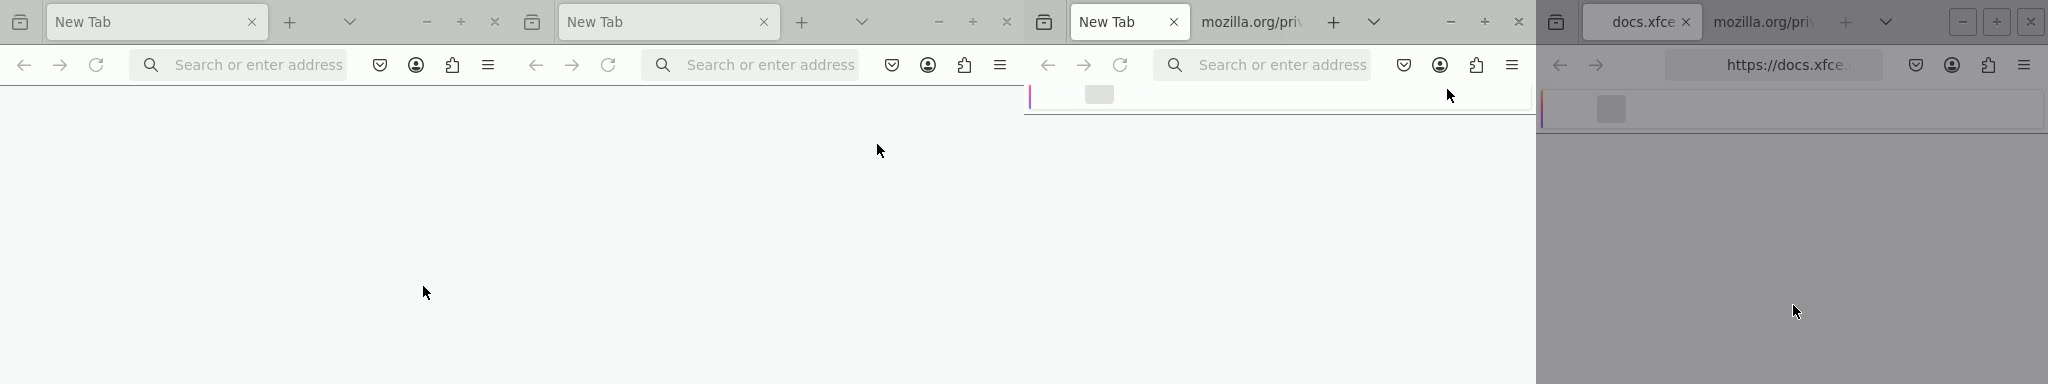 New Tab
Search or enter address
New Tab
Search or enter address
New Tab
mozilla.org/priv
Search or enter address
docs.xfce.
mozilla.org/priv
https://docs.xfce.